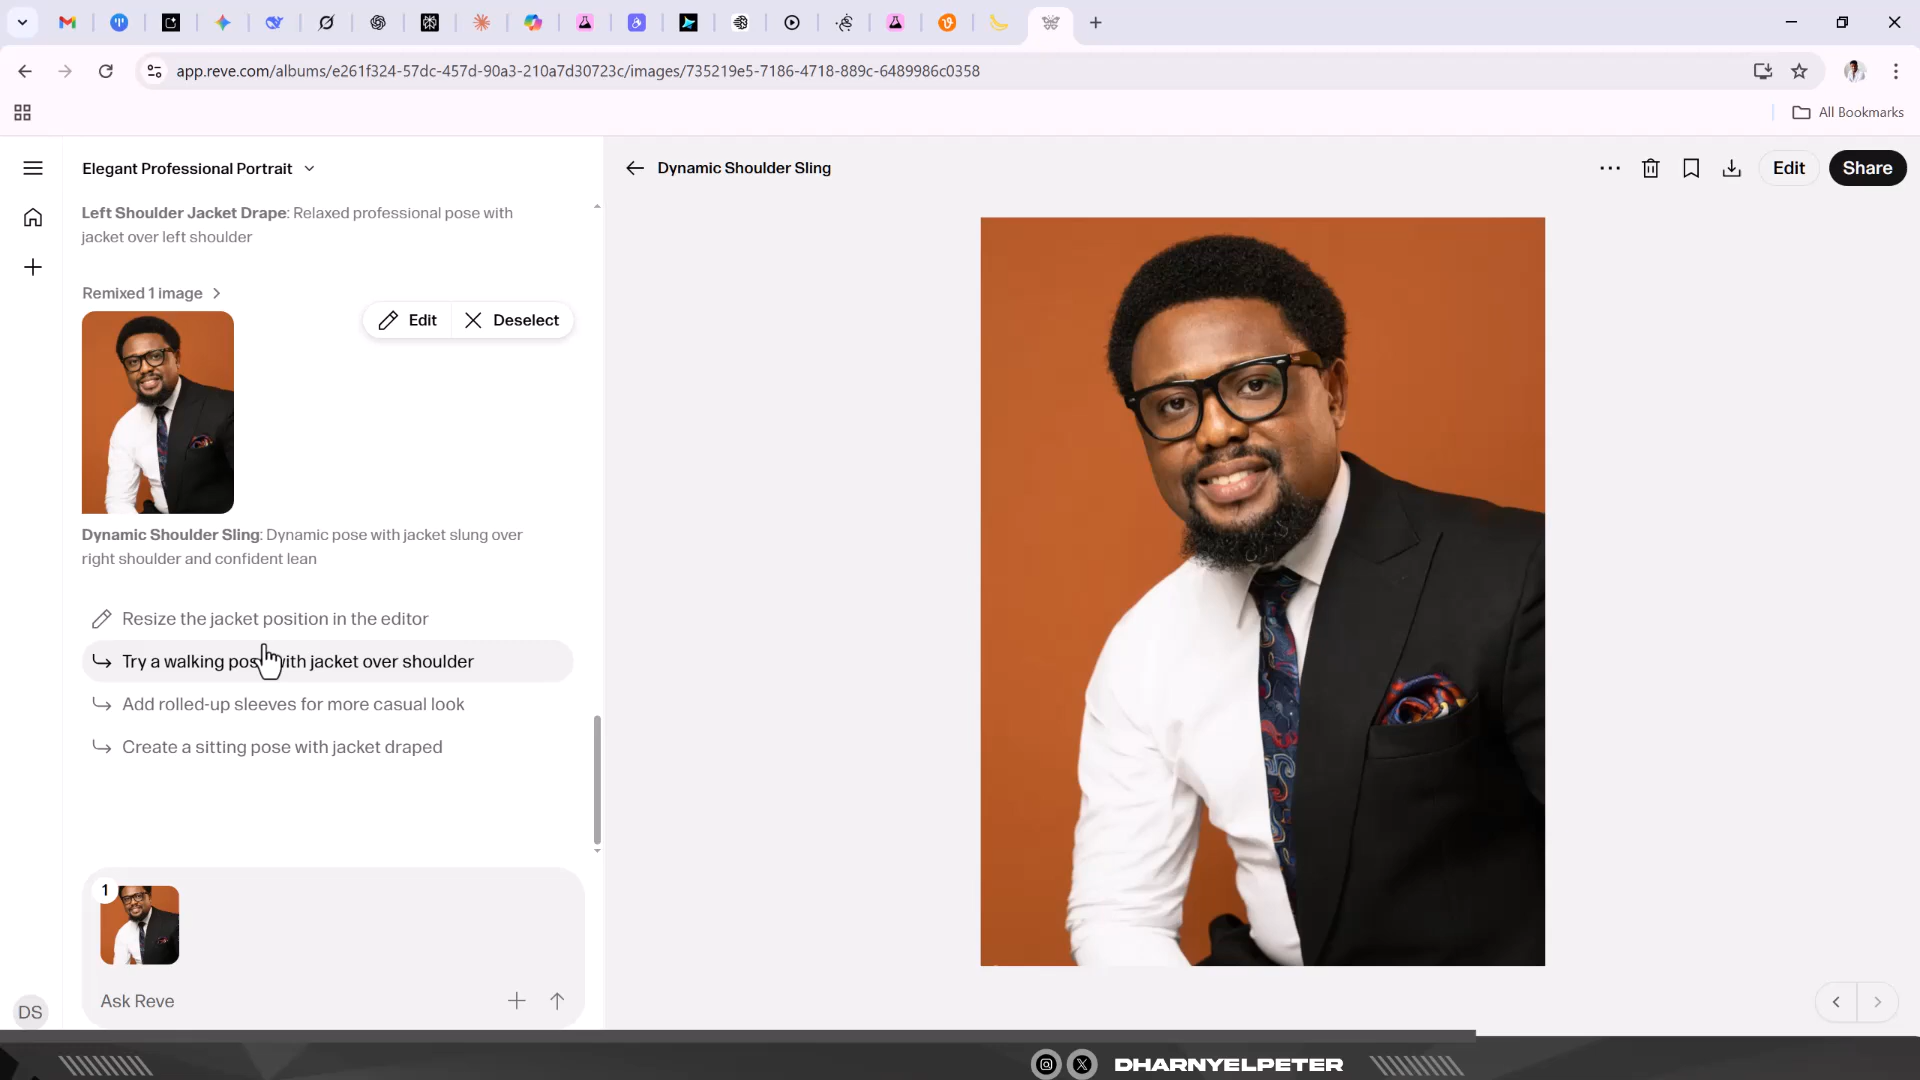 app.reve.com/albums/e261f324-57dc-457d-90a3-210a7d30723c/images/735219e5-7186-4718-889c-6489986c0358
All Bookmarks
Elegant Professional Portrait
Left Shoulder Jacket Drape: Relaxed professional pose with
jacket over left shoulder
Remixed 1 image
Edit
Deselect
Dynamic Shoulder Sling: Dynamic pose with jacket slung over
right shoulder and confident lean
Resize the jacket position in the editor
Try a walking pose with jacket over shoulder
Add rolled-up sleeves for more casual look
Create a sitting pose with jacket draped
1
Ask Reve
DS
Dynamic Shoulder Sling
Edit
Share
DHARNYELPETER